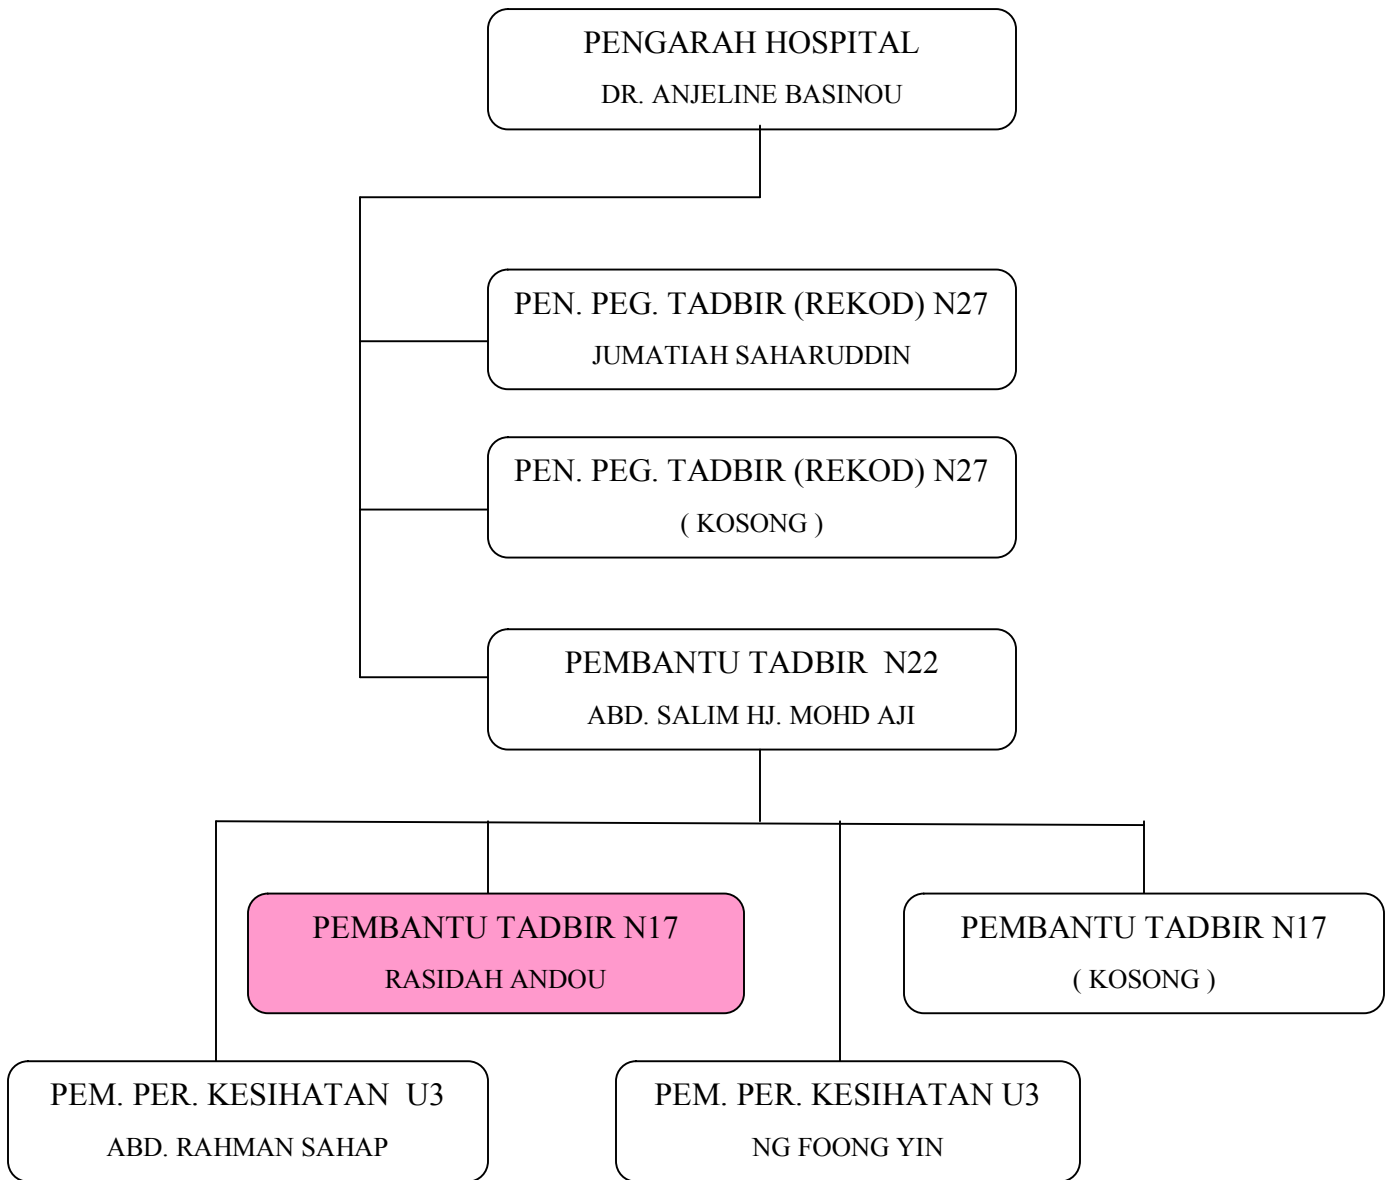 PENGARAH HOSPITAL
DR. ANJELINE BASINOU
PEN. PEG. TADBIR (REKOD) N27
JUMATIAH SAHARUDDIN
PEN. PEG. TADBIR (REKOD) N27
( KOSONG )
PEMBANTU TADBIR N22
ABD. SALIM HJ. MOHD AJI
PEMBANTU TADBIR N17
RASIDAH ANDOU
PEMBANTU TADBIR N17
( KOSONG )
PEM. PER. KESIHATAN U3
ABD. RAHMAN SAHAP
PEM. PER. KESIHATAN U3
NG FOONG YIN